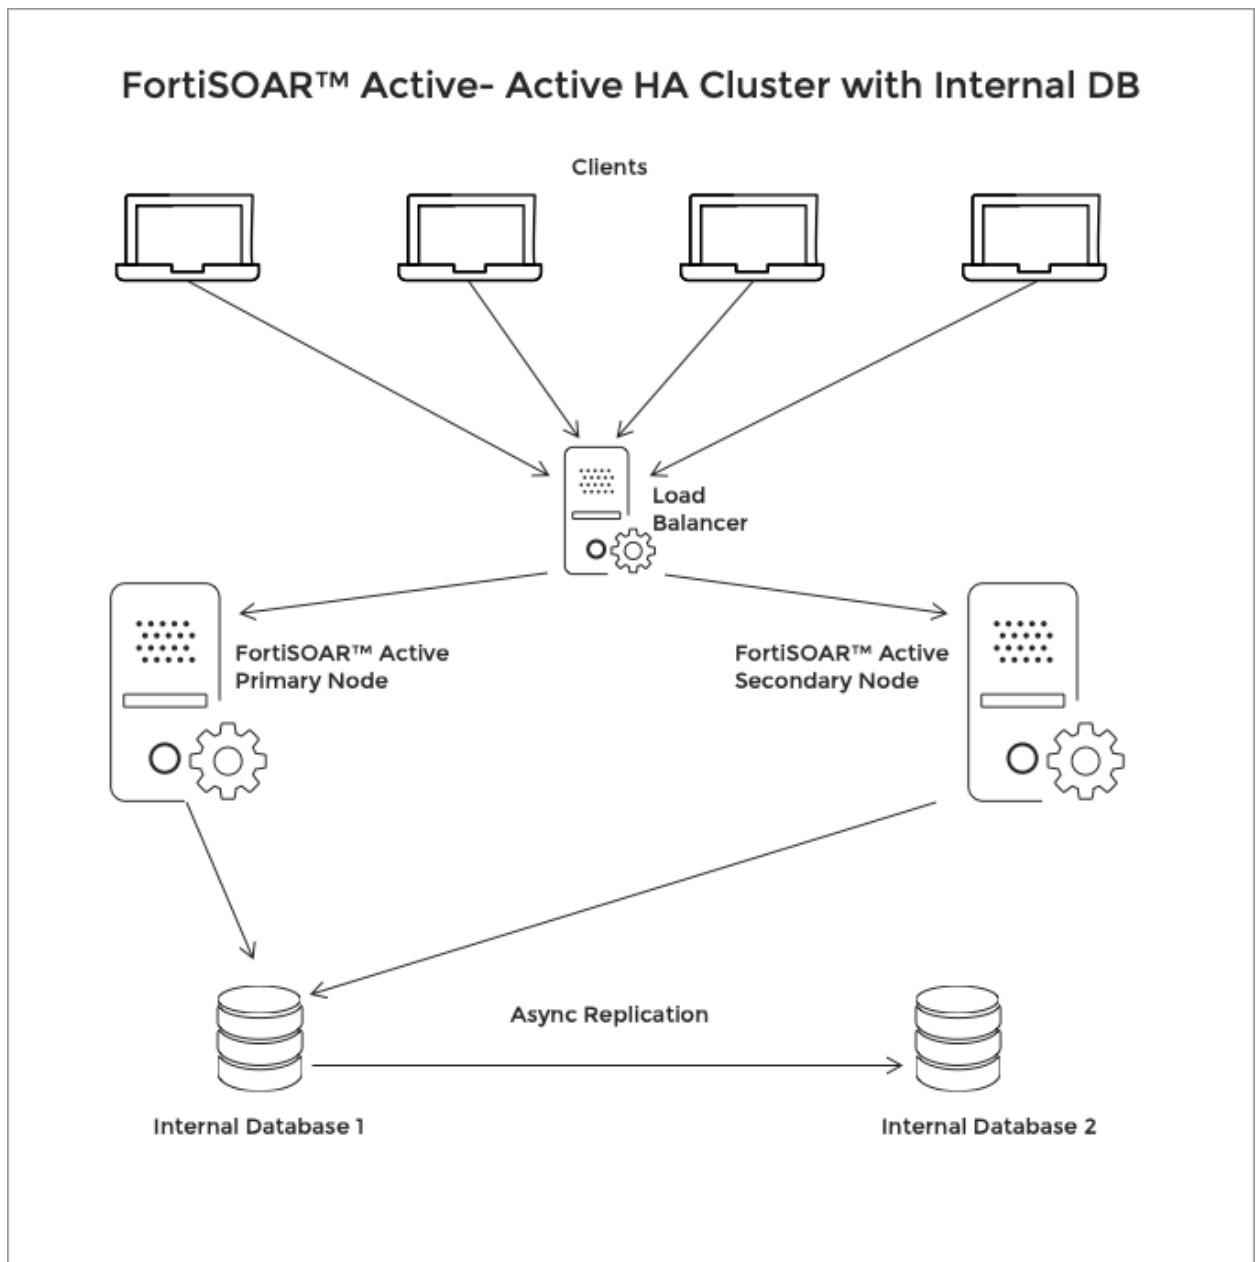 FortiSOAR™ Active- Active HA Cluster with Internal DB
Clients
Load
Balancer
FortiSOAR™ Active
Primary Node
FortiSOAR™ Active
Secondary Node
Async Replication
Internal Database 1
Internal Database 2